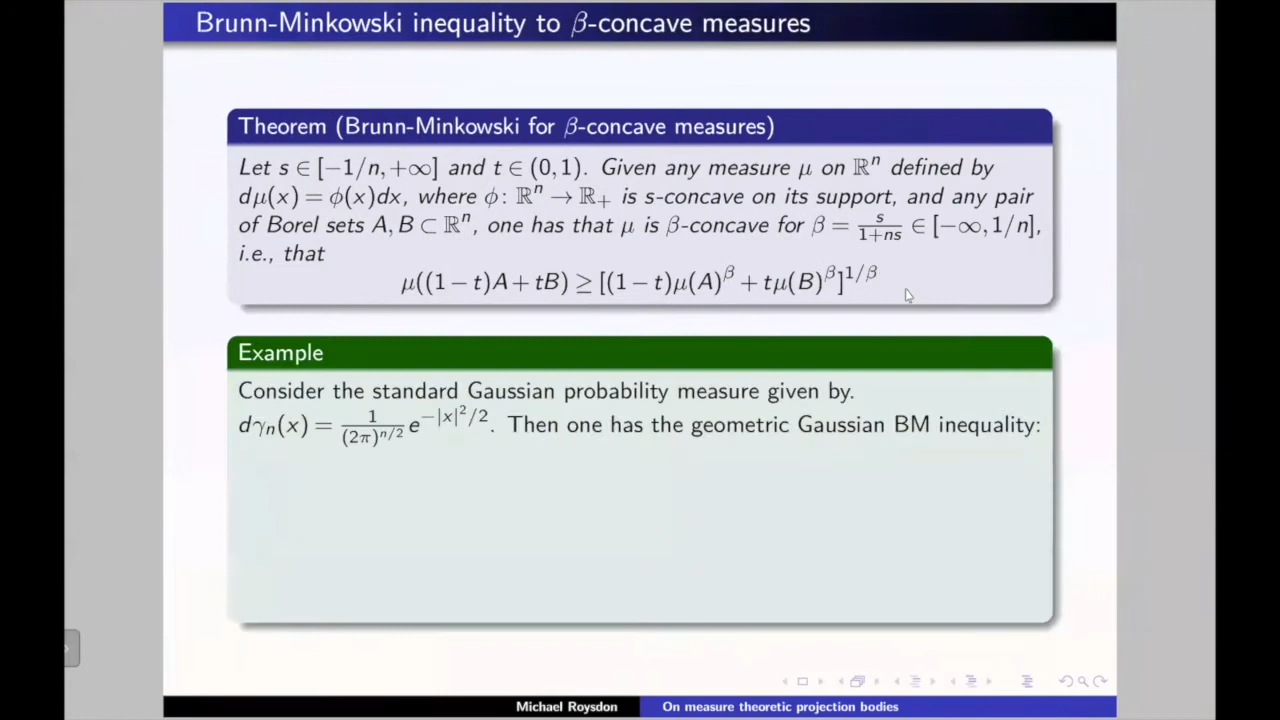 Brunn-Minkowski inequality to β-concave measures
Theorem (Brunn-Minkowski for β-concave measures)
Let s ∈ [−1/n, +∞] and t ∈ (0, 1). Given any measure μ on ℝⁿ defined by
dμ(x) = ϕ(x)dx, where ϕ: ℝⁿ → ℝ₊ is s-concave on its support, and any pair
of Borel sets A, B ⊂ ℝⁿ, one has that μ is β-concave for β = s/(1+ns) ∈ [−∞, 1/n],
i.e., that
μ((1 − t)A + tB) ≥ [(1 − t)μ(A)^β + tμ(B)^β]^{1/β}
Example
Consider the standard Gaussian probability measure given by.
dγₙ(x) = 1/(2π)^{n/2} e^{−|x|²/2}. Then one has the geometric Gaussian BM inequality:
Michael Roysdon On measure theoretic projection bodies